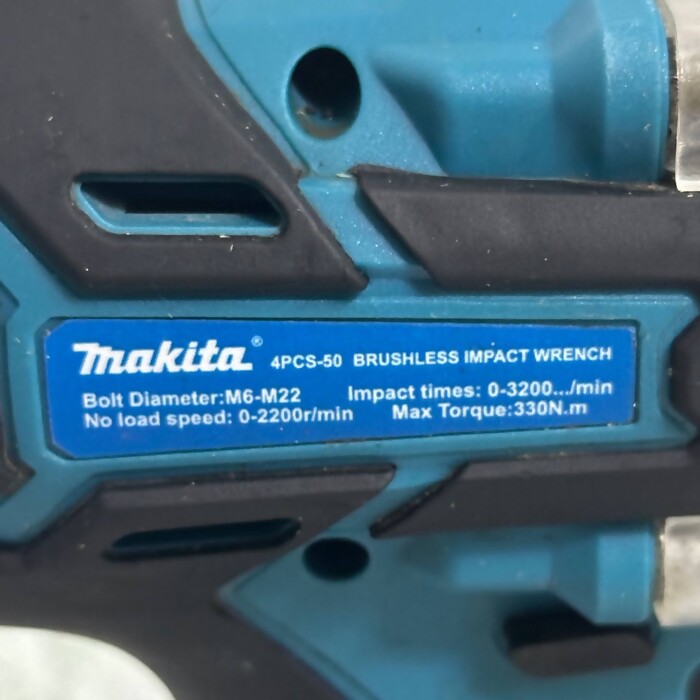 makita® 4PCS-50 BRUSHLESS IMPACT WRENCH
Bolt Diameter:M6-M22 Impact times: 0-3200.../min
No load speed: 0-2200r/min Max Torque:330N.m